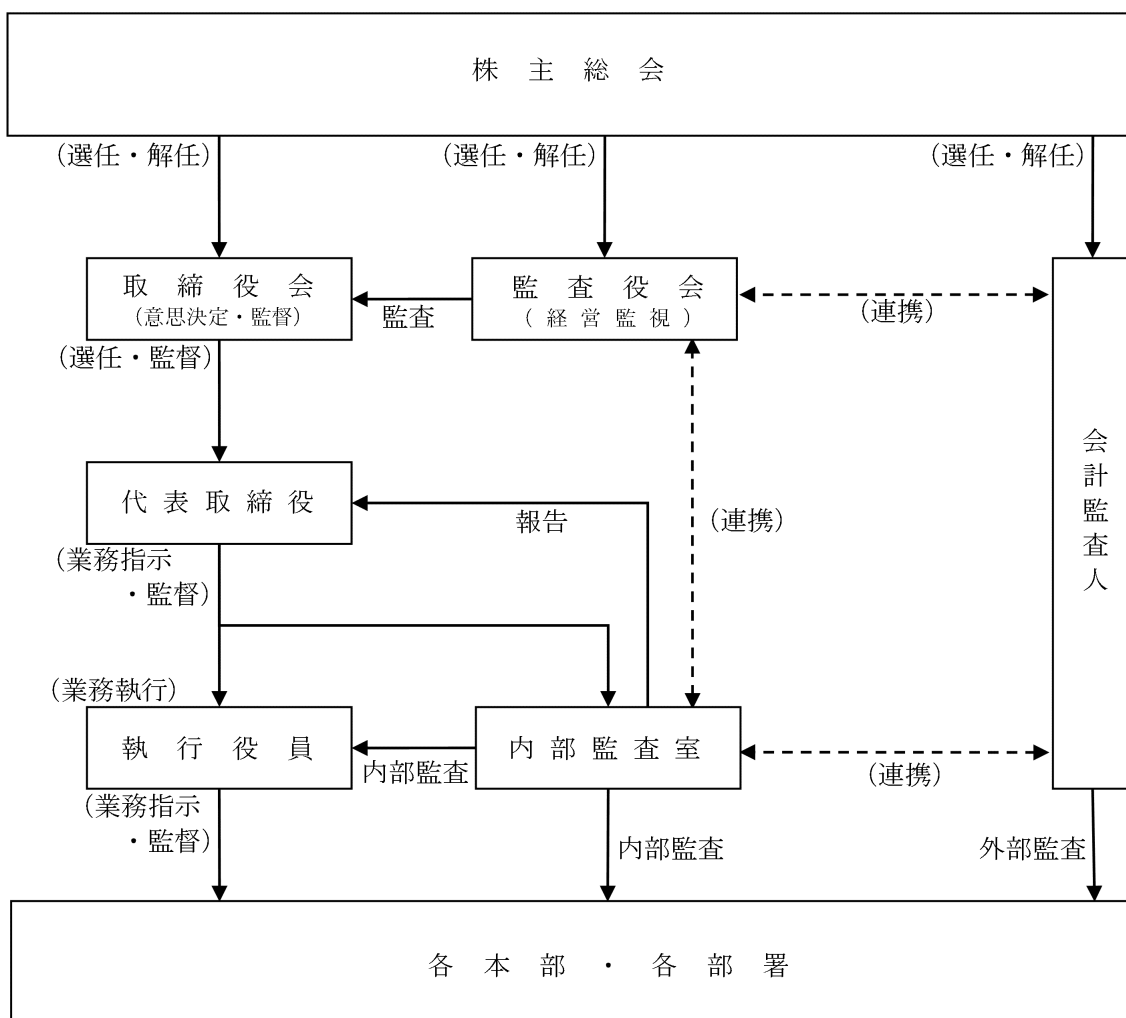 株主総会
(選任・解任)
(選任・解任)
(選任・解任)
取締役会
(意思決定・監督)
監査
監査役会
(経営監視)
(連携)
(選任・監督)
会計監査人
代表取締役
報告
(連携)
(業務指示
・監督)
(業務執行)
執行役員
内部監査
内部監査室
(連携)
(業務指示
・監督)
内部監査
外部監査
各本部・各部署